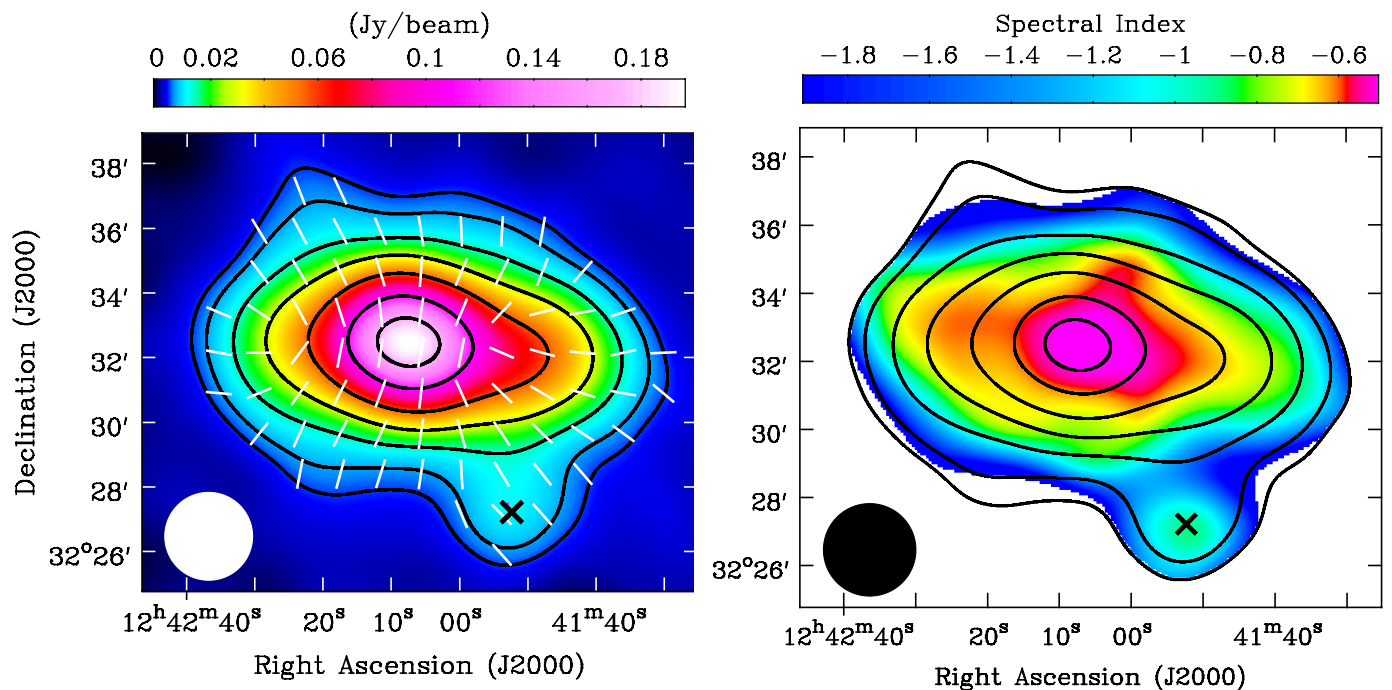 (Jy/beam)
0 0.02 0.06 0.1 0.14 0.18
38′
36′
34′
32′
30′
28′
32°26′
Declination (J2000)
12ʰ42ᵐ40ˢ 20ˢ 10ˢ 00ˢ 41ᵐ40ˢ
Right Ascension (J2000)
Spectral Index
−1.8 −1.6 −1.4 −1.2 −1 −0.8 −0.6
38′
36′
34′
32′
30′
28′
32°26′
12ʰ42ᵐ40ˢ 20ˢ 10ˢ 00ˢ 41ᵐ40ˢ
Right Ascension (J2000)